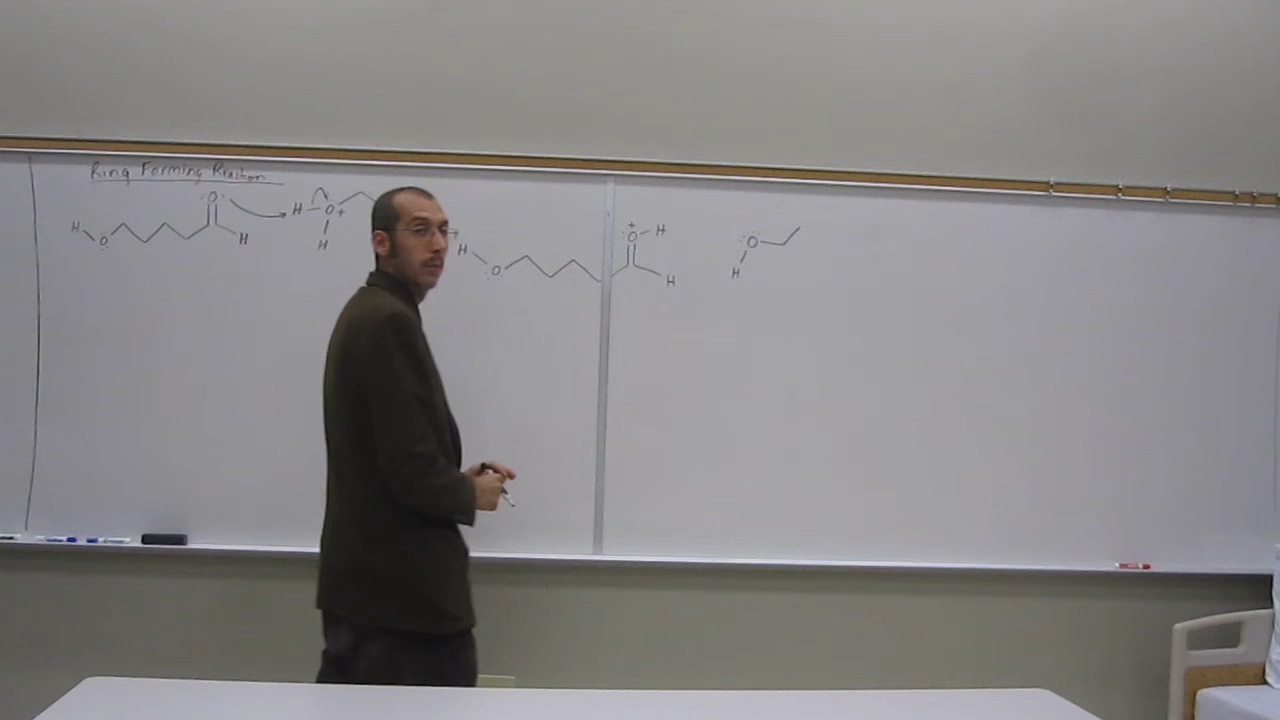 Ring Forming Reaction
H O O H
H O + H
H O + O H H
O H